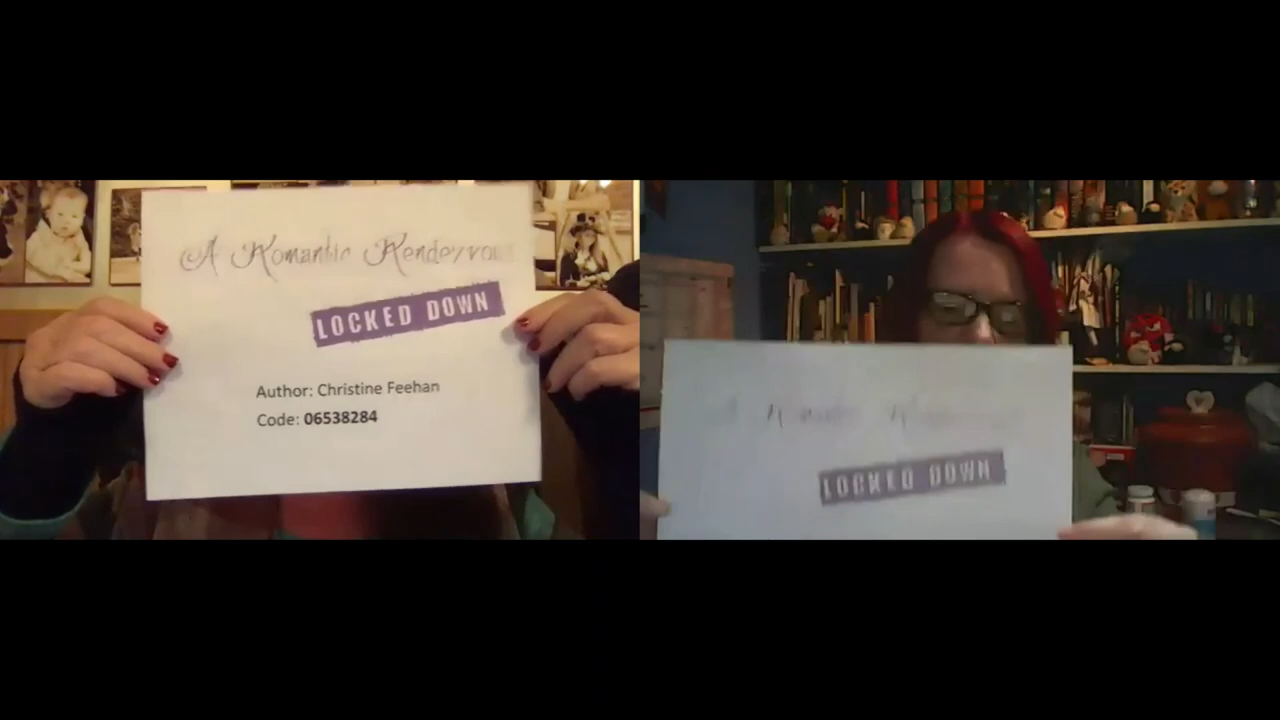 A Romantic Rendezvous
LOCKED DOWN
Author: Christine Feehan
Code: 06538284
LOCKED DOWN